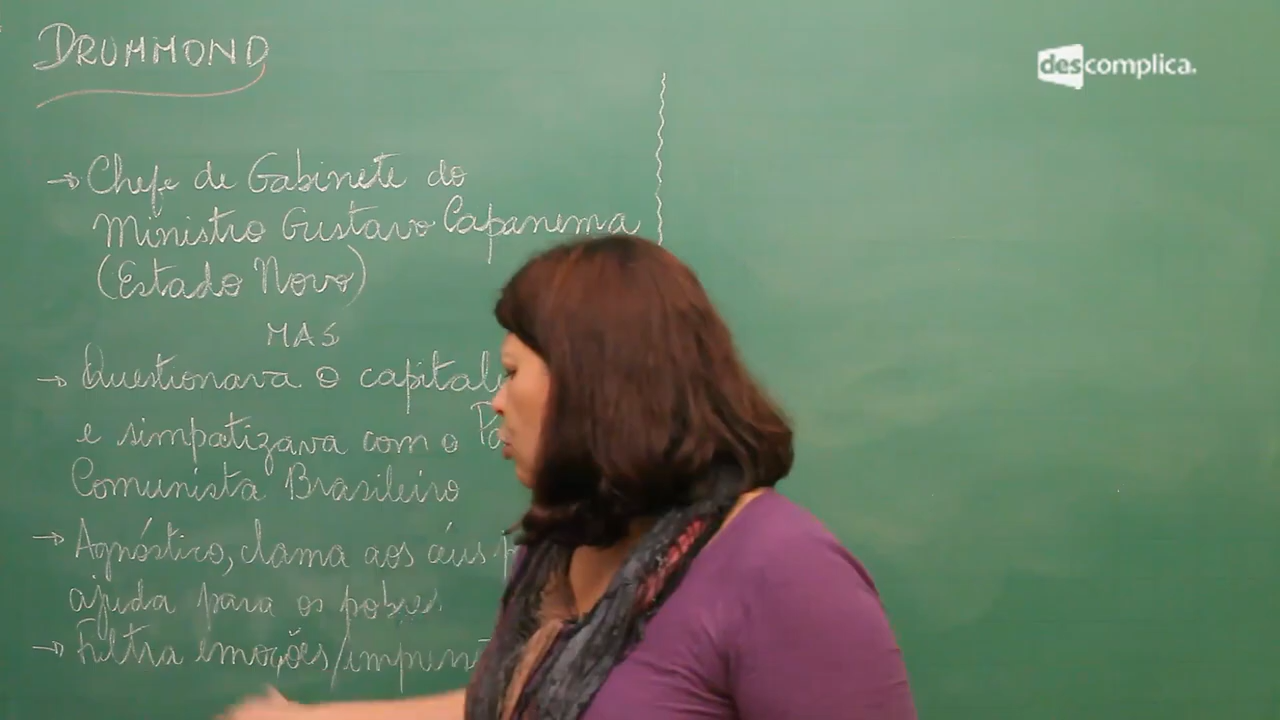 DRUMMOND
descomplica.
→ Chefe de Gabinete do
Ministro Gustavo Capanema
(Estado Novo)
MAS
→ Questionava o
e simpatizava com o
Comunista Brasileiro
→ Agnóstico, clama aos céus
ajuda para os pobres
→ Filtra emoções/